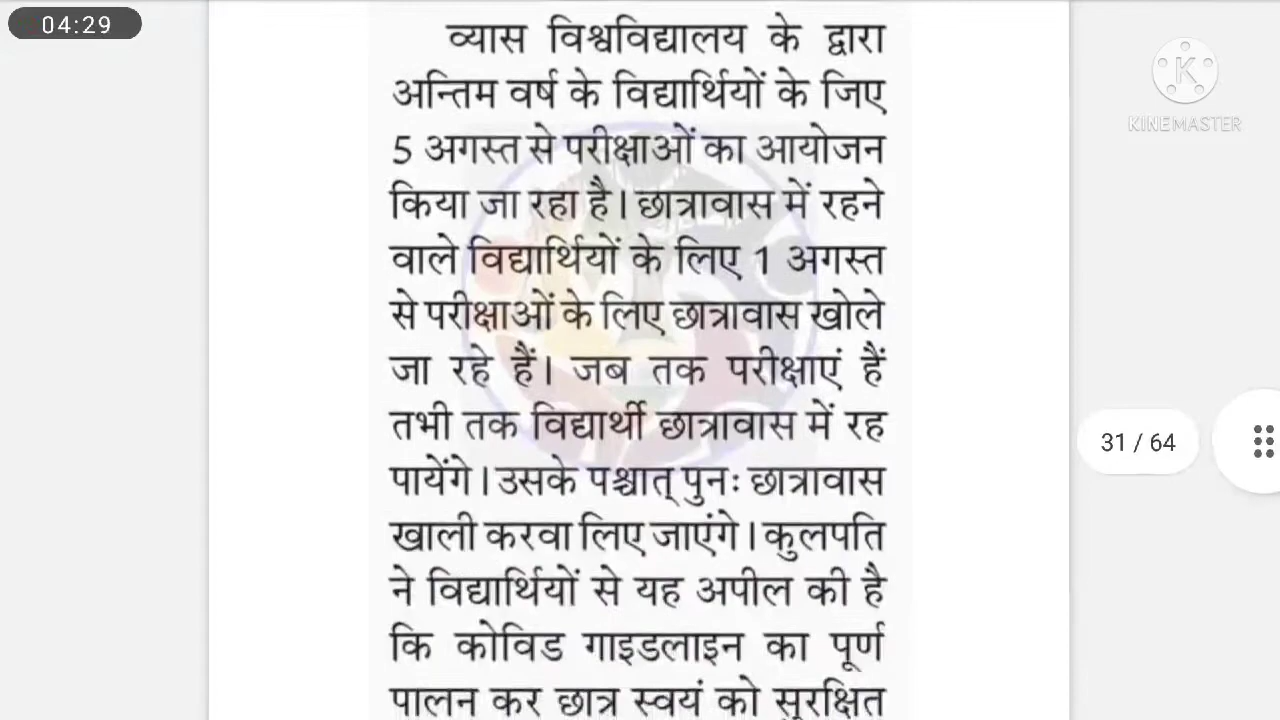 04:29
व्यास विश्वविद्यालय के द्वारा
अन्तिम वर्ष के विद्यार्थियों के जिए
5 अगस्त से परीक्षाओं का आयोजन
किया जा रहा है। छात्रावास में रहने
वाले विद्यार्थियों के लिए 1 अगस्त
से परीक्षाओं के लिए छात्रावास खोले
जा रहे हैं। जब तक परीक्षाएं हैं
तभी तक विद्यार्थी छात्रावास में रह
पायेंगे। उसके पश्चात् पुनः छात्रावास
खाली करवा लिए जाएंगे। कुलपति
ने विद्यार्थियों से यह अपील की है
कि कोविड गाइडलाइन का पूर्ण
पालन कर छात्र स्वयं को सुरक्षित
K
KINEMASTER
31 / 64